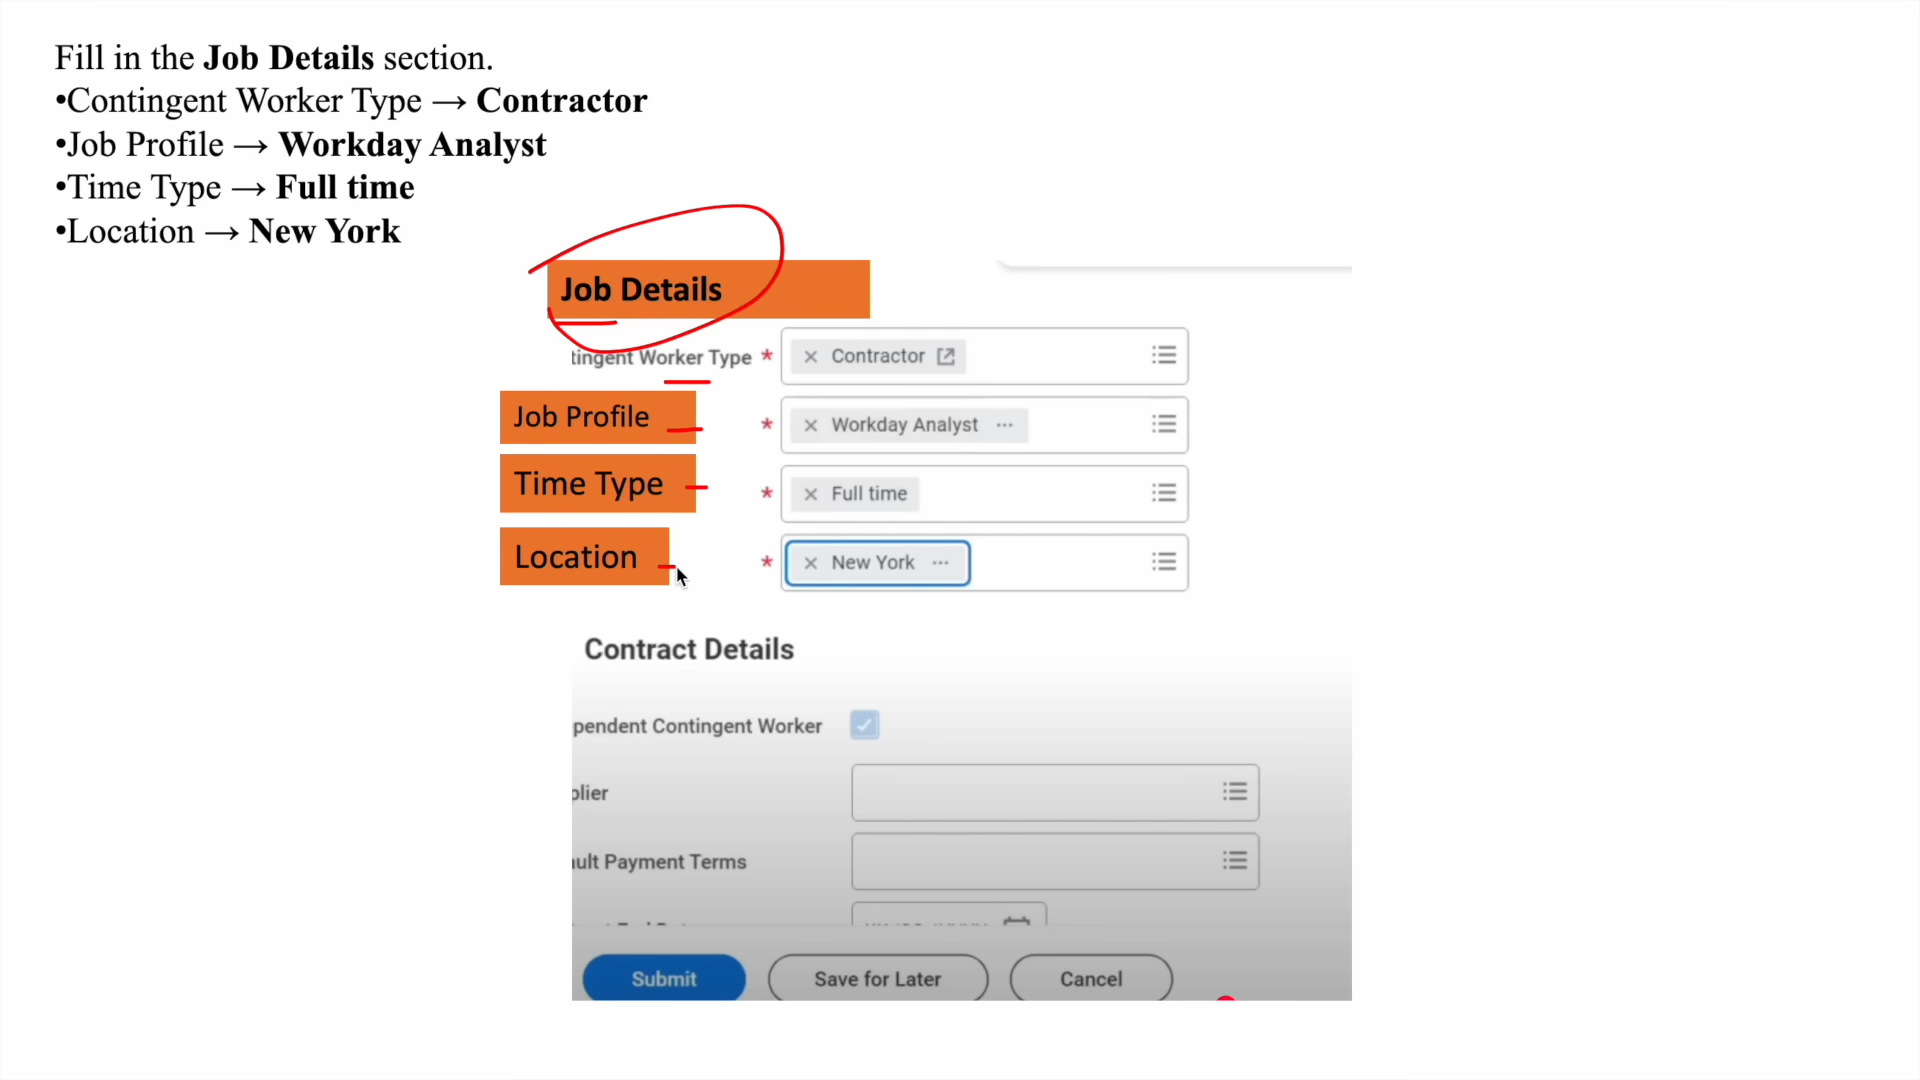 Fill in the Job Details section.
•Contingent Worker Type → Contractor
•Job Profile → Workday Analyst
•Time Type → Full time
•Location → New York
Job Details
tingent Worker Type * Contractor
Job Profile * Workday Analyst ...
Time Type * Full time
Location * New York ...
Contract Details
pendent Contingent Worker
plier
ault Payment Terms
Submit Save for Later Cancel